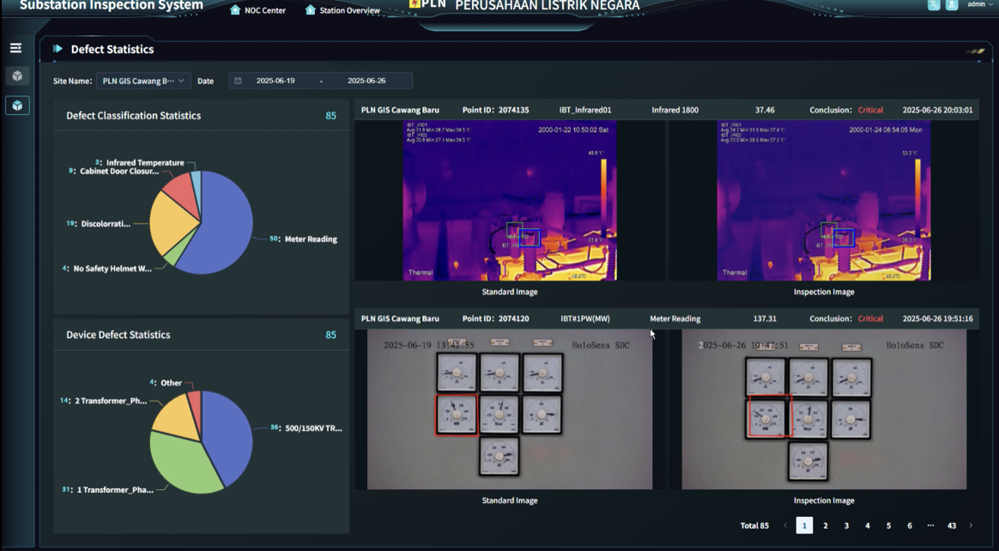 Substation Inspection System
NOC Center
Station Overview
PLN PERUSAHAAN LISTRIK NEGARA
admin
Defect Statistics
Site Name: PLN GIS Cawang B··· Date 2025-06-19 - 2025-06-26
Defect Classification Statistics 85
3: Infrared Temperature
9: Cabinet Door Closur...
19: Discolorrati...
50: Meter Reading
4: No Safety Helmet W...
Device Defect Statistics 85
4: Other
14: 2 Transformer_Ph...
36: 500/150KV TR...
31: 1 Transformer_Pha...
PLN GIS Cawang Baru Point ID: 2074135 IBT_Infrared01 Infrared 1800 37.46 Conclusion: Critical 2025-06-26 20:03:01
2000-01-22 10:50:02 Sat
Thermal
Standard Image
2000-01-24 08:54:05 Mon
Thermal
Inspection Image
PLN GIS Cawang Baru Point ID: 2074120 IBT#1PW(MW) Meter Reading 137.31 Conclusion: Critical 2025-06-26 19:51:16
2025-06-19 13:42:55 HoloSens SDC
Standard Image
2025-06-26 19:47:51 HoloSens SDC
Inspection Image
Total 85 < 1 2 3 4 5 6 ··· 43 >